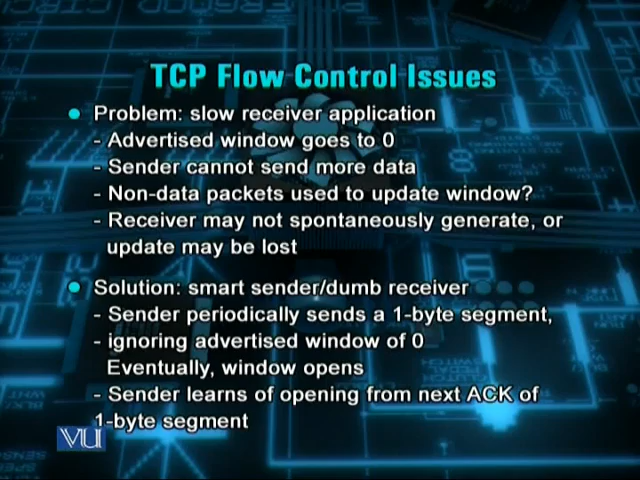 TCP Flow Control Issues
Problem: slow receiver application
- Advertised window goes to 0
- Sender cannot send more data
- Non-data packets used to update window?
- Receiver may not spontaneously generate, or
update may be lost
Solution: smart sender/dumb receiver
- Sender periodically sends a 1-byte segment,
- ignoring advertised window of 0
Eventually, window opens
- Sender learns of opening from next ACK of
1-byte segment
VU